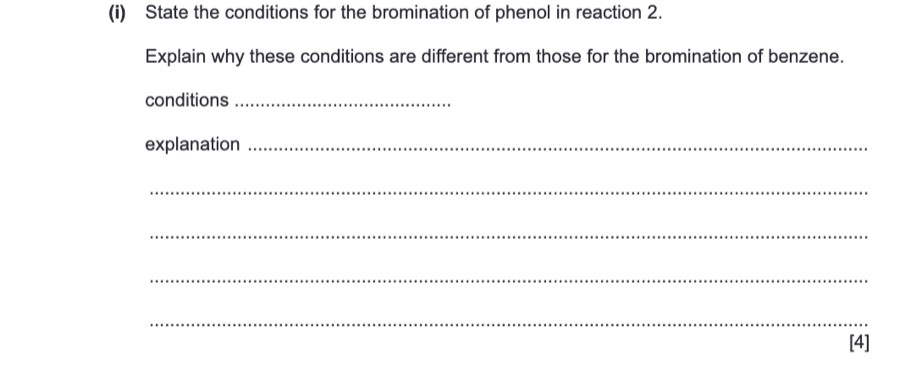 (i) State the conditions for the bromination of phenol in reaction 2.
Explain why these conditions are different from those for the bromination of benzene.
conditions ..........................................
explanation ........................................................................................................................
...........................................................................................................................................
...........................................................................................................................................
...........................................................................................................................................
...........................................................................................................................................
[4]